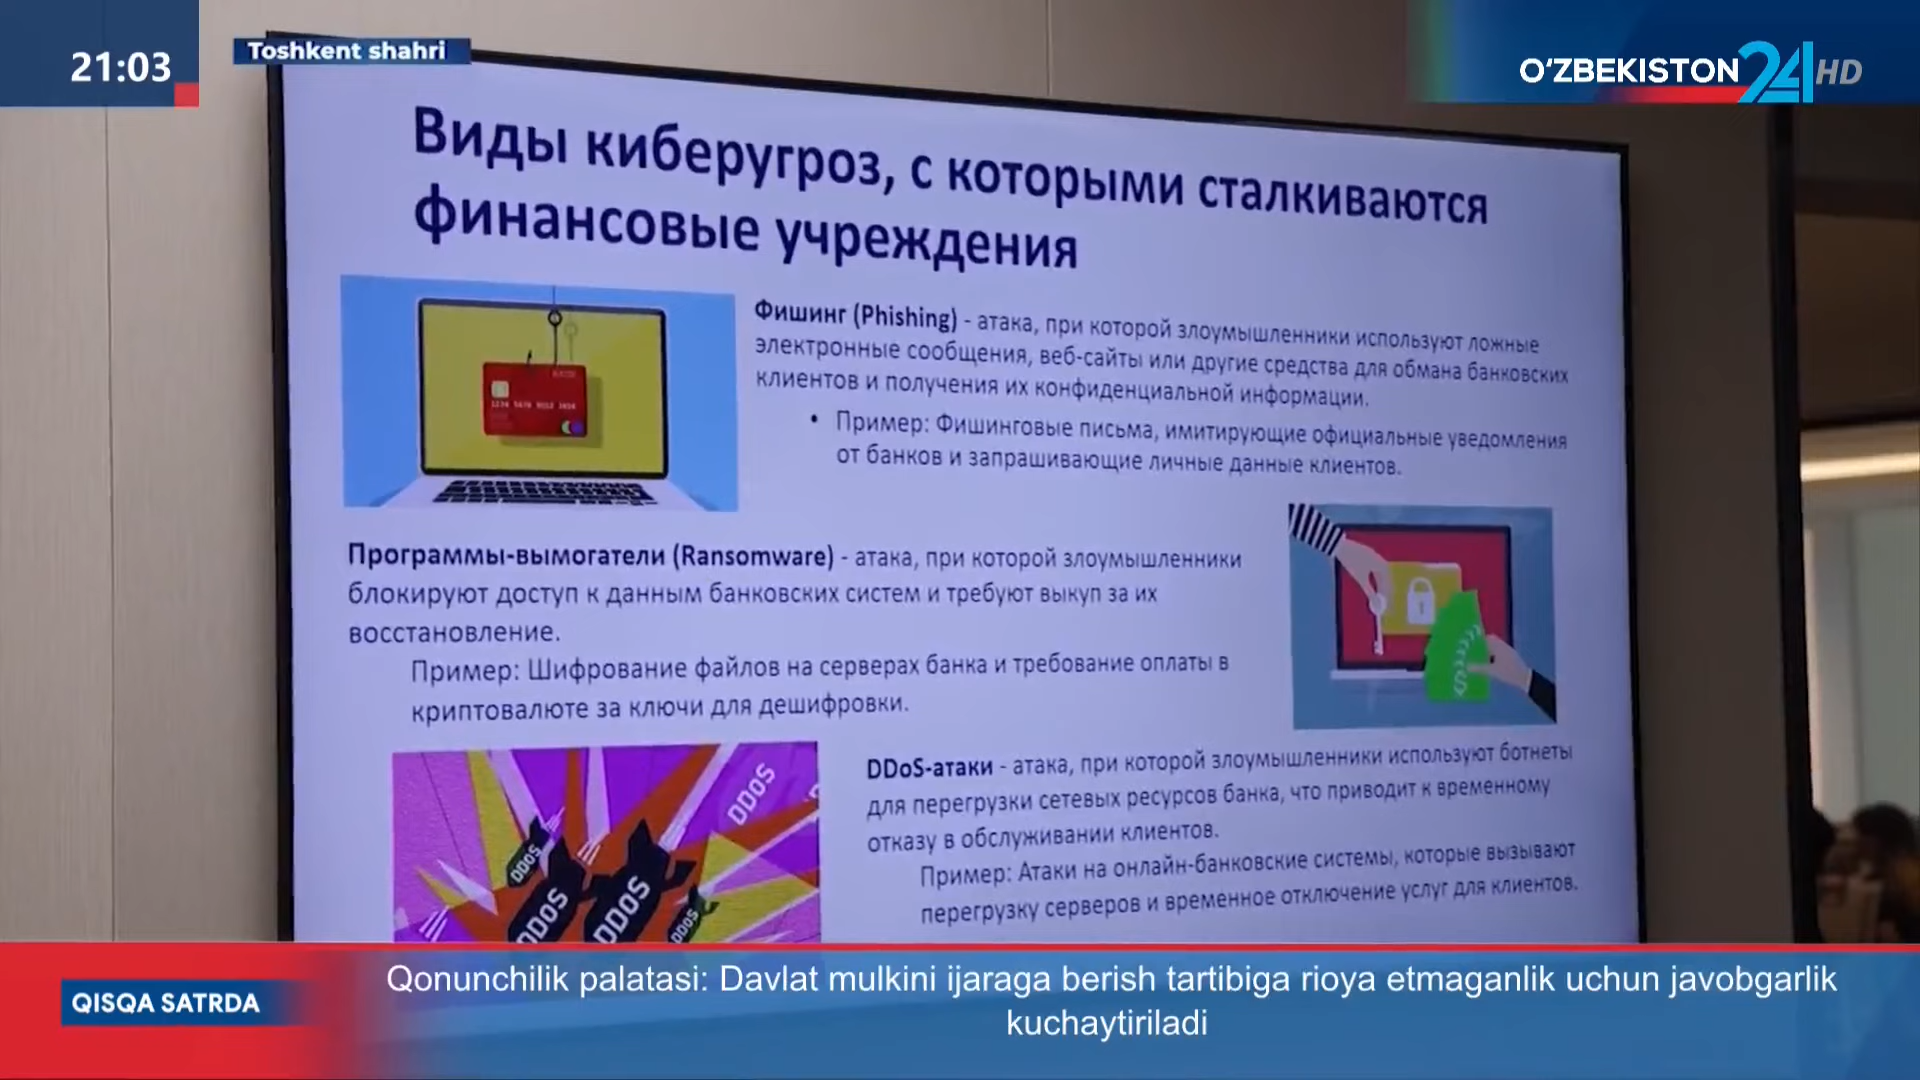 21:03
Toshkent shahri
O‘ZBEKISTON 24 HD
Виды киберугроз, с которыми сталкиваются
финансовые учреждения
Фишинг (Phishing) - атака, при которой злоумышленники используют ложные
электронные сообщения, веб-сайты или другие средства для обмана банковских
клиентов и получения их конфиденциальной информации.
• Пример: Фишинговые письма, имитирующие официальные уведомления
от банков и запрашивающие личные данные клиентов.
Программы-вымогатели (Ransomware) - атака, при которой злоумышленники
блокируют доступ к данным банковских систем и требуют выкуп за их
восстановление.
Пример: Шифрование файлов на серверах банка и требование оплаты в
криптовалюте за ключи для дешифровки.
DDoS
DDoS
DDoS
DDoS
DDoS
DDoS-атаки - атака, при которой злоумышленники используют ботнеты
для перегрузки сетевых ресурсов банка, что приводит к временному
отказу в обслуживании клиентов.
Пример: Атаки на онлайн-банковские системы, которые вызывают
перегрузку серверов и временное отключение услуг для клиентов.
QISQA SATRDA
Qonunchilik palatasi: Davlat mulkini ijaraga berish tartibiga rioya etmaganlik uchun javobgarlik
kuchaytiriladi